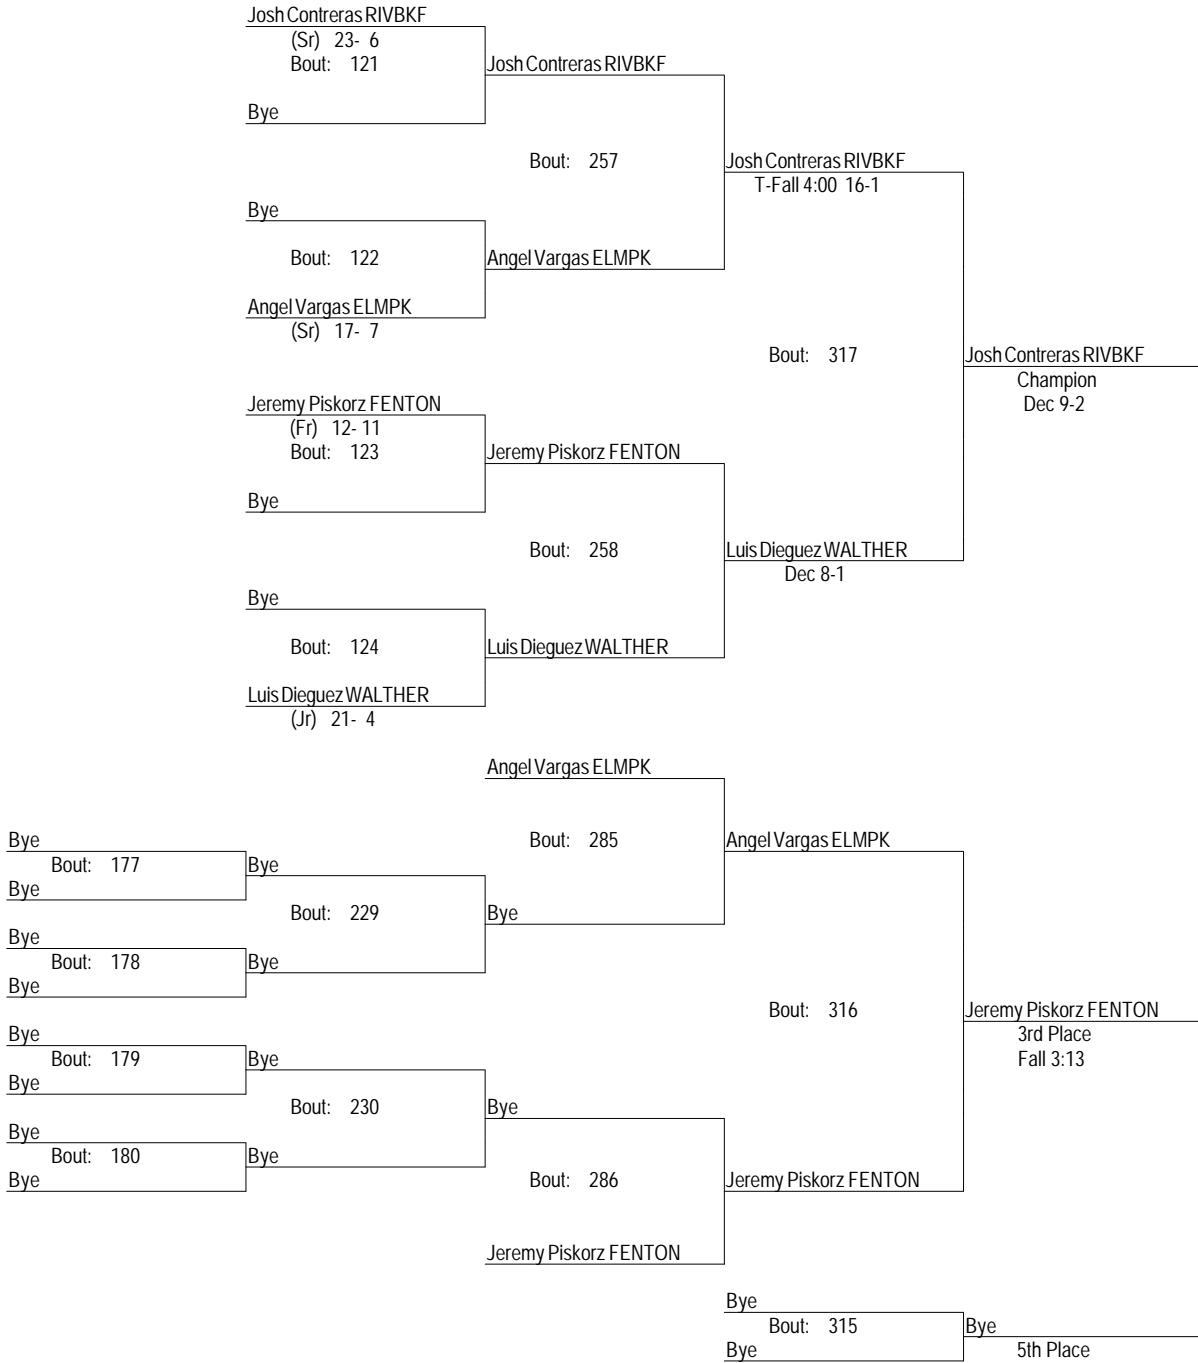 Josh Contreras RIVBKF
(Sr) 23- 6
Bout: 121
Josh Contreras RIVBKF
Bye
Bout: 257
Josh Contreras RIVBKF
T-Fall 4:00 16-1
Bye
Bout: 122
Angel Vargas ELMPK
Angel Vargas ELMPK
(Sr) 17- 7
Bout: 317
Josh Contreras RIVBKF
Champion
Dec 9-2
Jeremy Piskorz FENTON
(Fr) 12- 11
Bout: 123
Jeremy Piskorz FENTON
Bye
Bout: 258
Luis Dieguez WALTHER
Dec 8-1
Bye
Bout: 124
Luis Dieguez WALTHER
Luis Dieguez WALTHER
(Jr) 21- 4
Angel Vargas ELMPK
Bout: 285
Angel Vargas ELMPK
Bye
Bout: 177
Bye
Bye
Bout: 229
Bye
Bye
Bout: 178
Bye
Bye
Bout: 316
Jeremy Piskorz FENTON
3rd Place
Fall 3:13
Bye
Bout: 179
Bye
Bye
Bout: 230
Bye
Bye
Bout: 180
Bye
Bye
Bout: 286
Jeremy Piskorz FENTON
Jeremy Piskorz FENTON
Bye
Bout: 315
Bye
Bye
5th Place